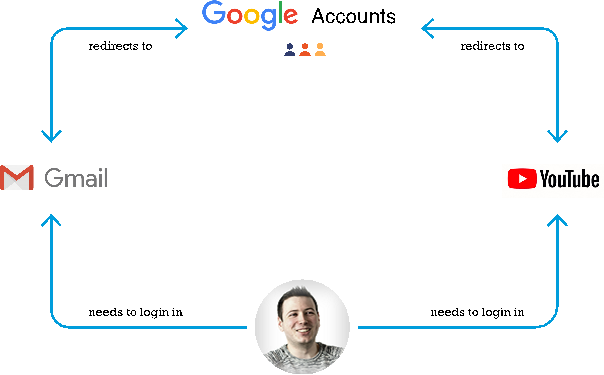 Google Accounts
redirects to
redirects to
Gmail
YouTube
needs to login in
needs to login in